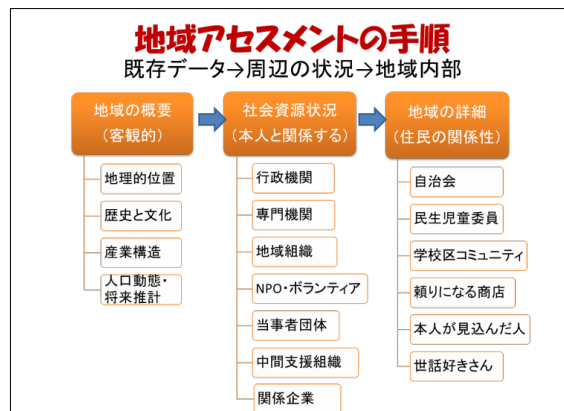 地域アセスメントの手順
既存データ→周辺の状況→地域内部
地域の概要
(客観的)
地理的位置
歴史と文化
産業構造
人口動態・
将来推計
社会資源状況
(本人と関係する)
行政機関
専門機関
地域組織
NPO・ボランティア
当事者団体
中間支援組織
関係企業
地域の詳細
(住民の関係性)
自治会
民生児童委員
学校区コミュニティ
頼りになる商店
本人が見込んだ人
世話好きさん